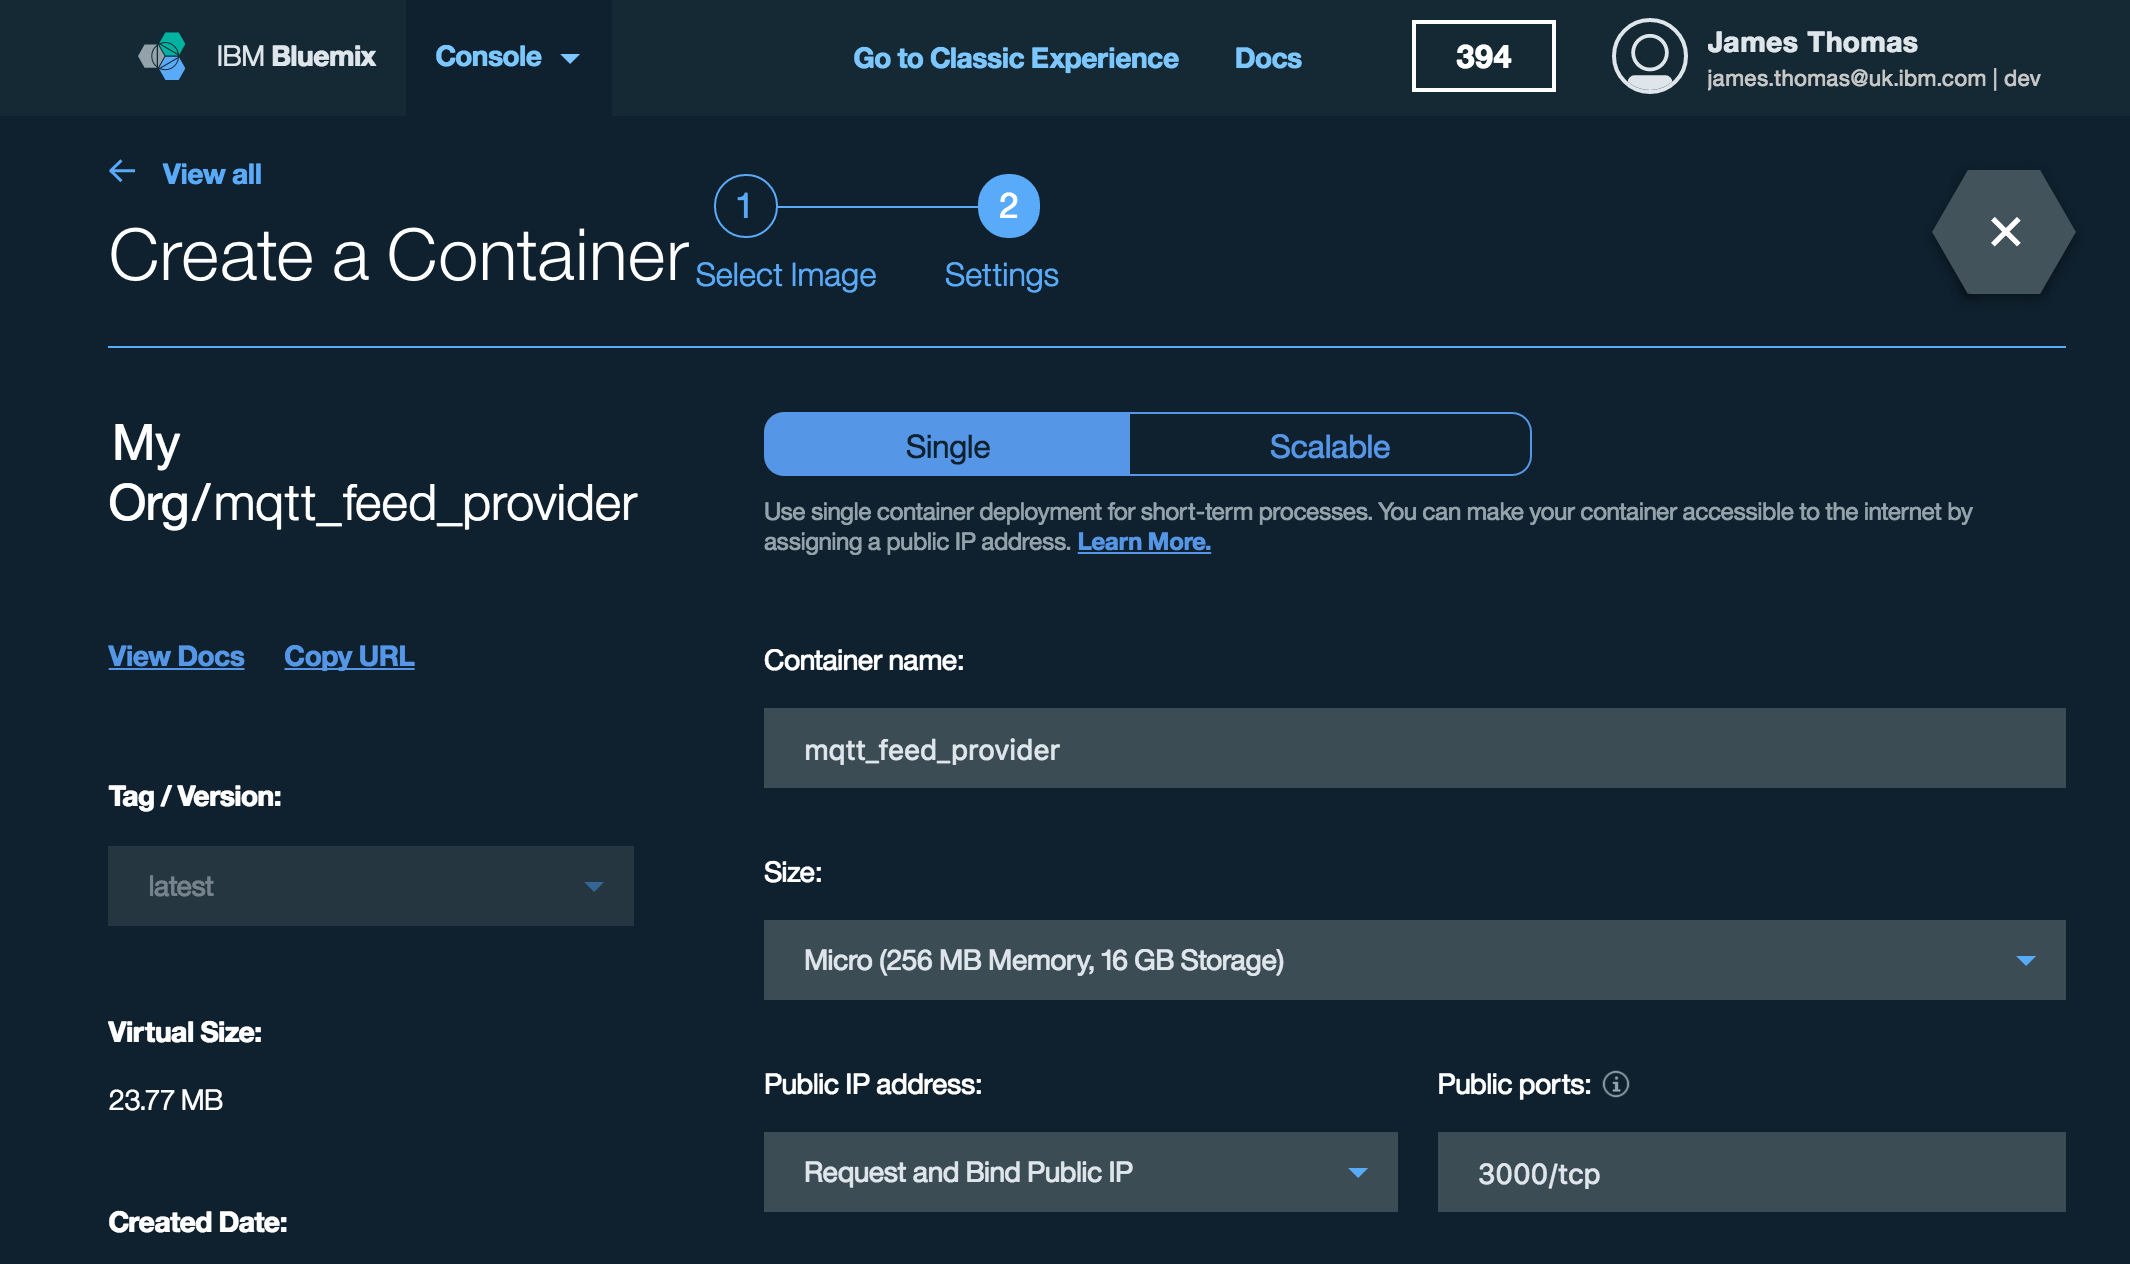 IBM Bluemix
Console
Go to Classic Experience
Docs
394
James Thomas
james.thomas@uk.ibm.com | dev
View all
Create a Container
1
Select Image
2
Settings
My
Org/mqtt_feed_provider
View Docs
Copy URL
Tag / Version:
latest
Virtual Size:
23.77 MB
Created Date:
Single
Scalable
Use single container deployment for short-term processes. You can make your container accessible to the internet by
assigning a public IP address. Learn More.
Container name:
mqtt_feed_provider
Size:
Micro (256 MB Memory, 16 GB Storage)
Public IP address:
Request and Bind Public IP
Public ports:
3000/tcp